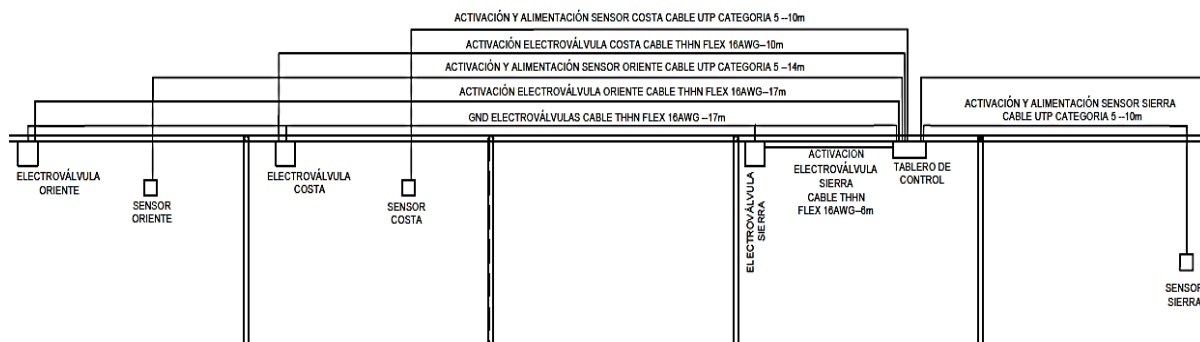 ACTIVACIÓN Y ALIMENTACIÓN SENSOR COSTA CABLE UTP CATEGORIA 5 --10m
ACTIVACIÓN ELECTROVÁLVULA COSTA CABLE THHN FLEX 16AWG--10m
ACTIVACIÓN Y ALIMENTACIÓN SENSOR ORIENTE CABLE UTP CATEGORIA 5 --14m
ACTIVACIÓN ELECTROVÁLVULA ORIENTE CABLE THHN FLEX 16AWG--17m
GND ELECTROVÁLVULAS CABLE THHN FLEX 16AWG --17m
ACTIVACIÓN Y ALIMENTACIÓN SENSOR SIERRA
CABLE UTP CATEGORIA 5 --10m
ELECTROVÁLVULA
ORIENTE
SENSOR
ORIENTE
ELECTROVÁLVULA
COSTA
SENSOR
COSTA
ELECTROVÁLVULA
SIERRA
ACTIVACION
ELECTROVÁLVULA
SIERRA
CABLE THHN
FLEX 16AWG--6m
TABLERO DE
CONTROL
SENSOR
SIERRA